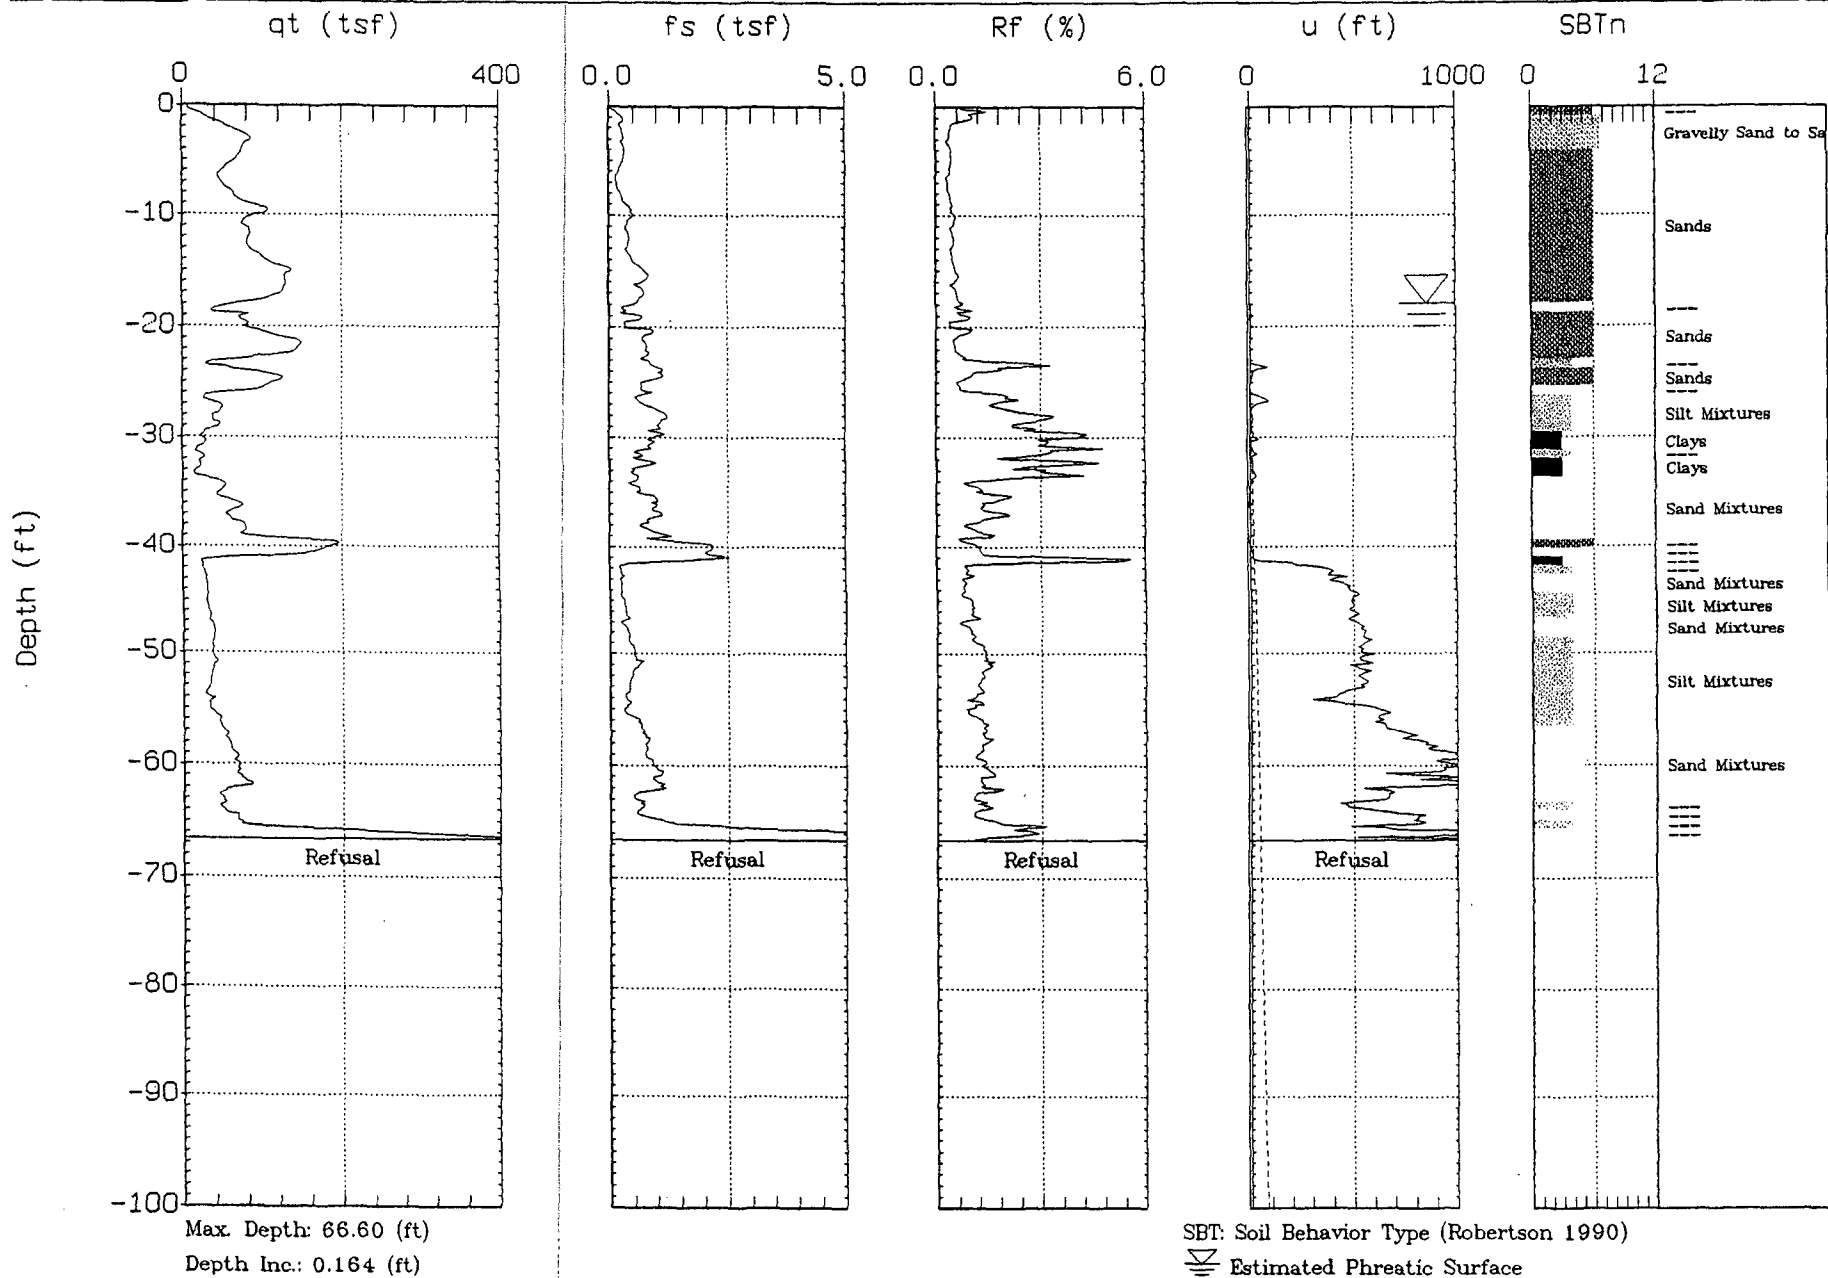 qt (tsf)
fs (tsf)
Rf (%)
u (ft)
SBTn
0 400
0.0 5.0
0.0 6.0
0 1000
0 12
0
-10
-20
-30
-40
-50
-60
-70
-80
-90
-100
Depth (ft)
---
Gravelly Sand to Sa
Sands
---
Sands
---
Sands
---
Silt Mixtures
Clays
---
Clays
Sand Mixtures
---
---
---
Sand Mixtures
Silt Mixtures
Sand Mixtures
Silt Mixtures
Sand Mixtures
---
---
---
---
Refusal
Refusal
Refusal
Refusal
Max. Depth: 66.60 (ft)
Depth Inc.: 0.164 (ft)
SBT: Soil Behavior Type (Robertson 1990)
Estimated Phreatic Surface